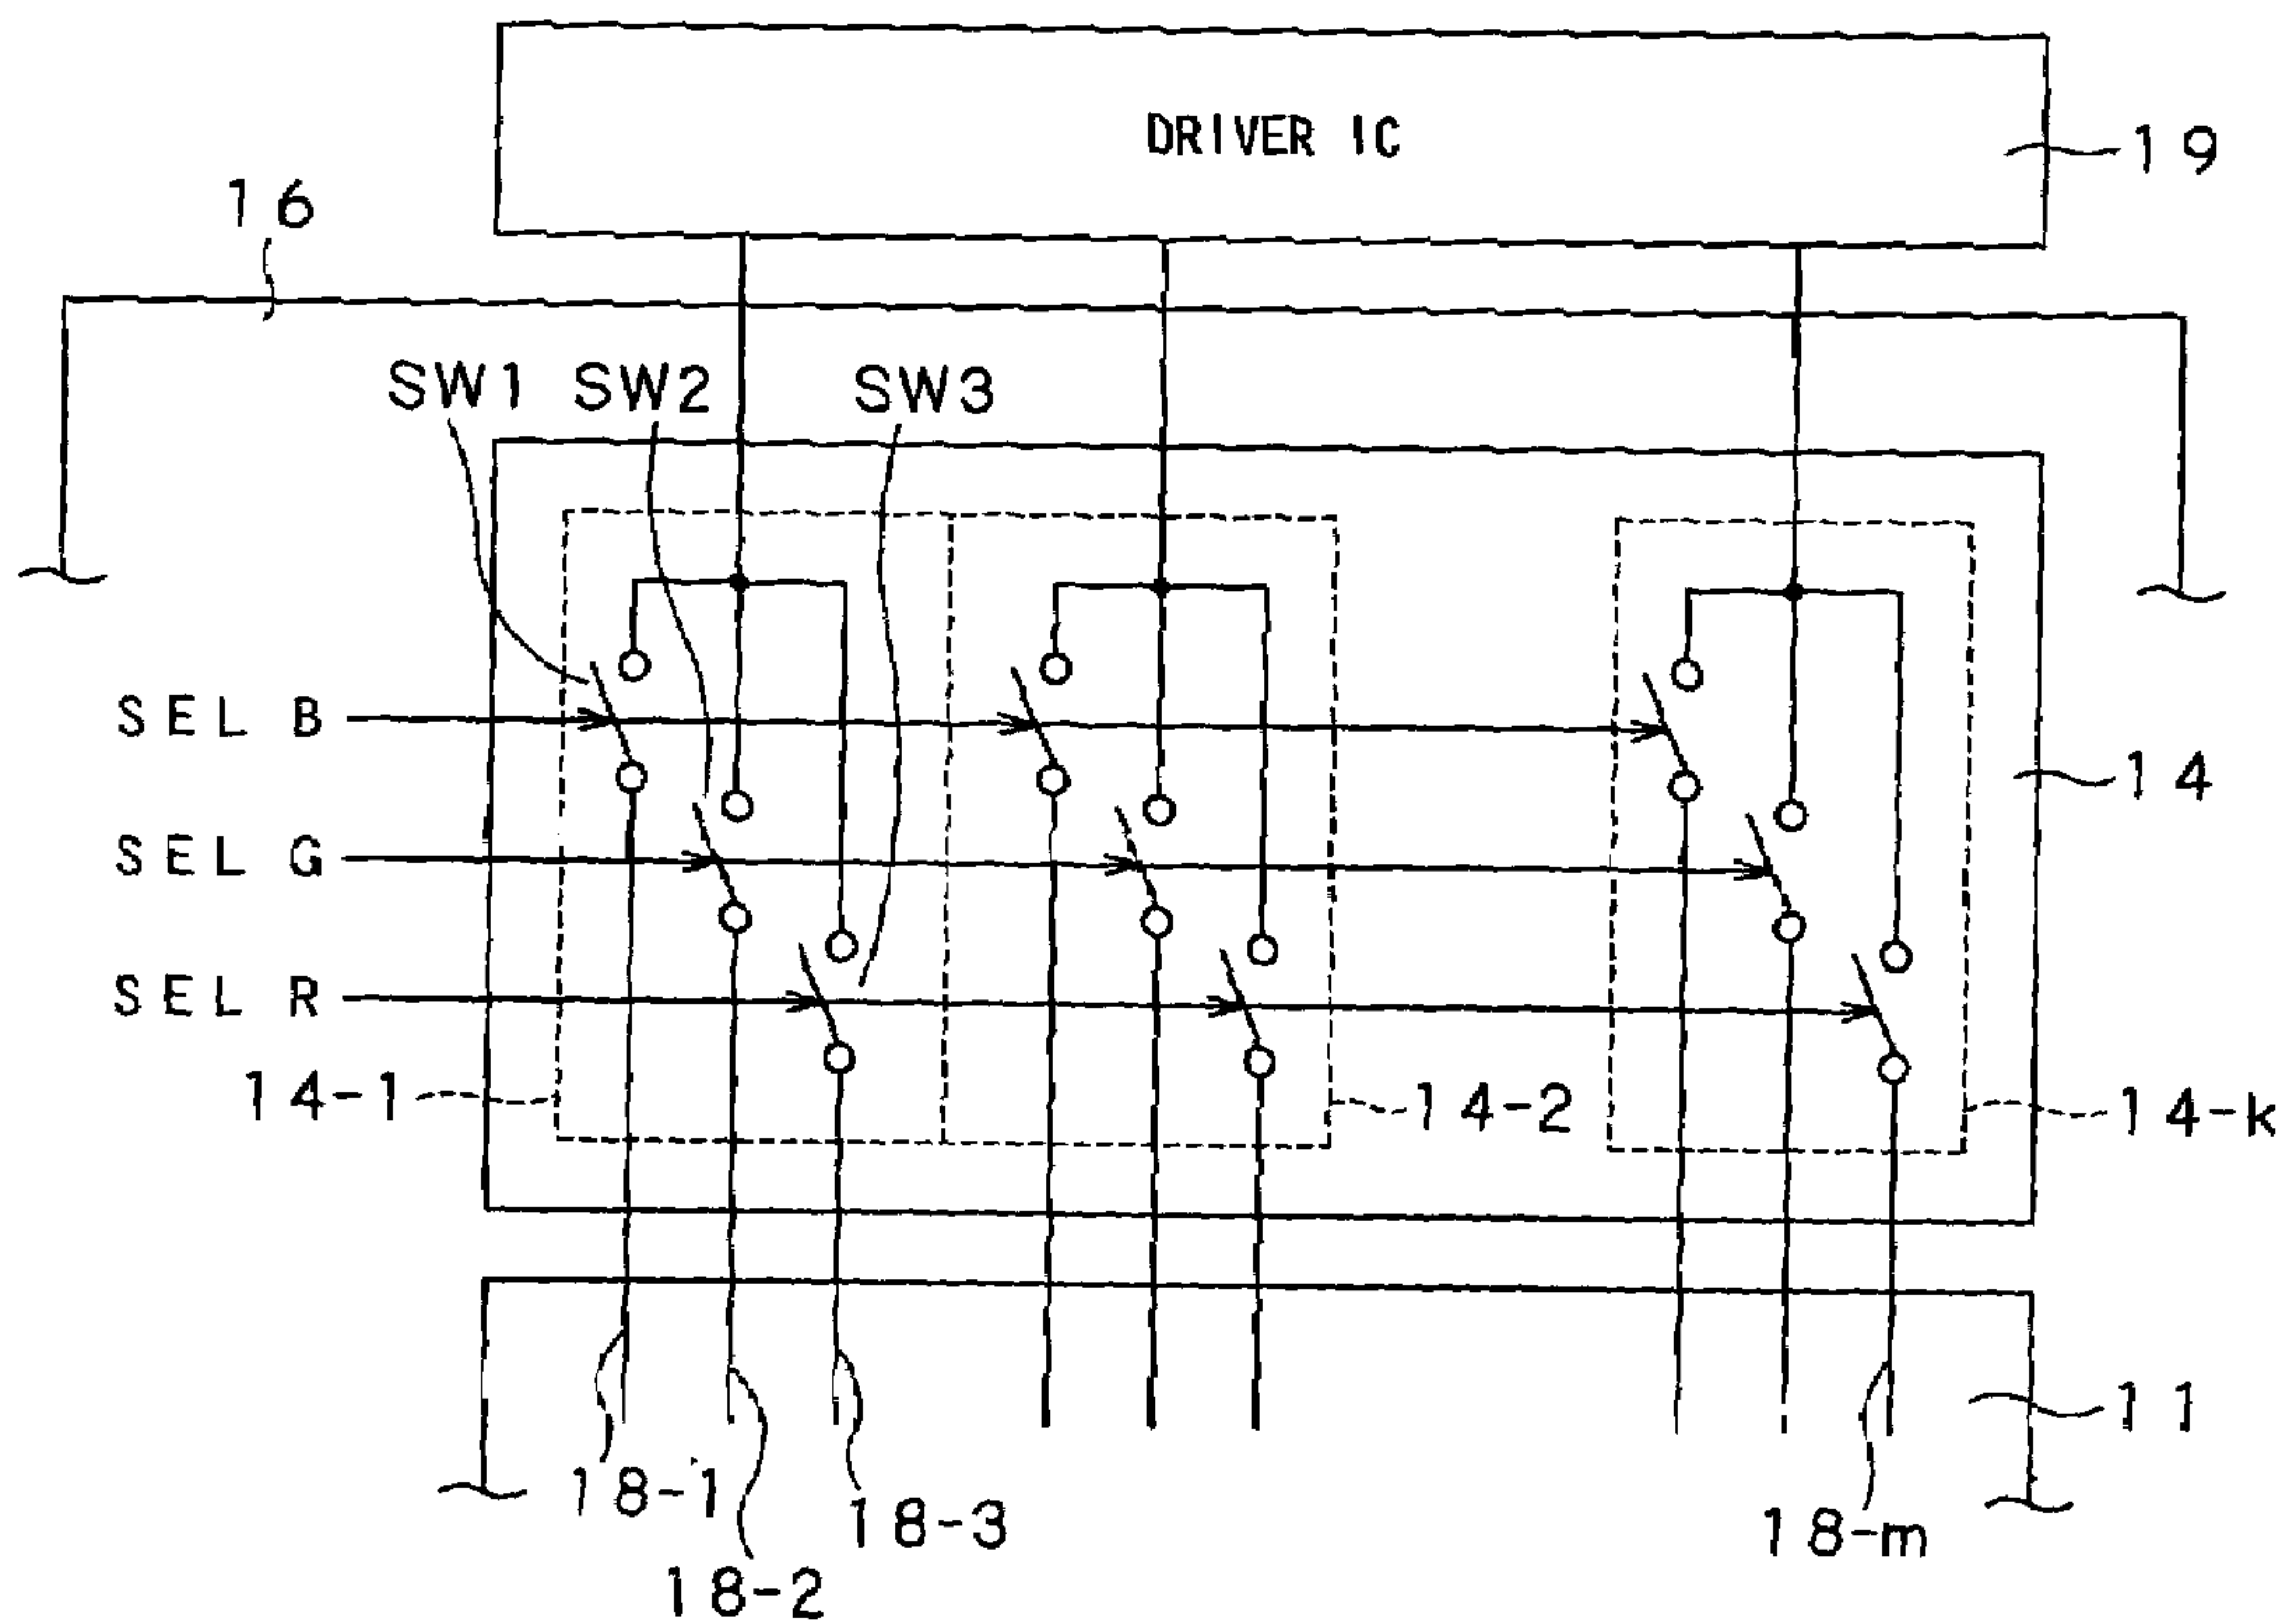 DRIVER IC
19
16
SW1 SW2 SW3
SEL B
14
SEL G
SEL R
14-1
14-2
14-k
11
18-1
18-3
18-m
18-2